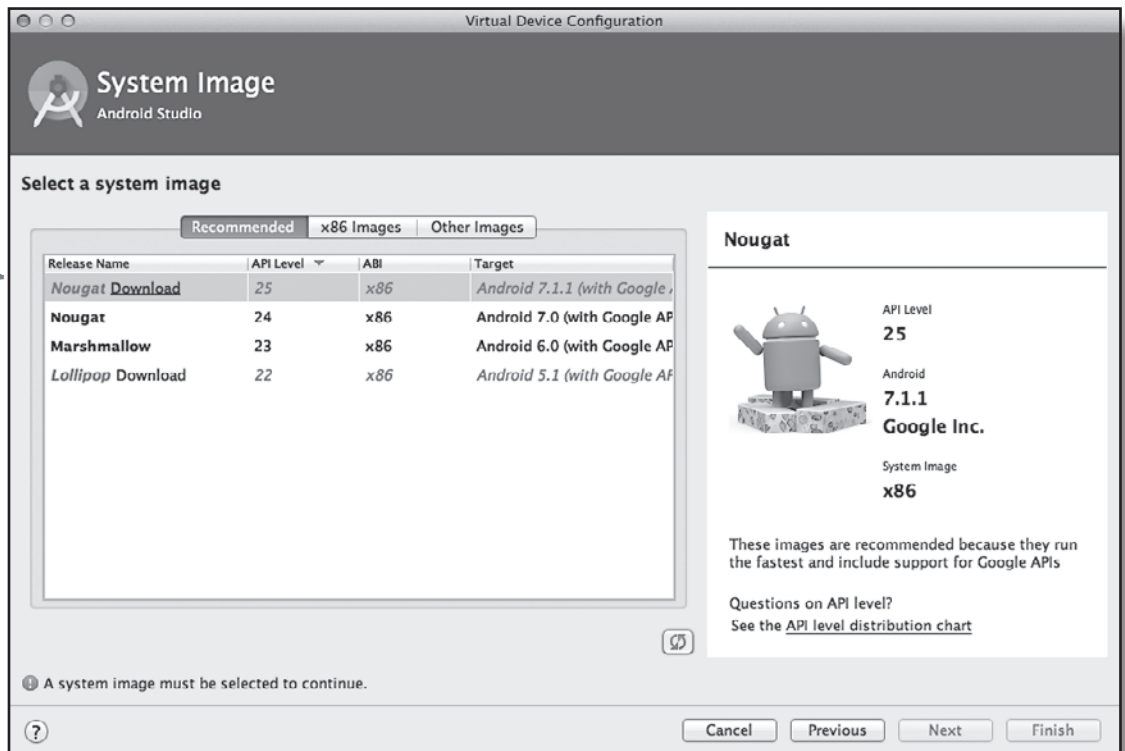 Virtual Device Configuration
System Image
Android Studio
Select a system image
Recommended x86 Images Other Images
Release Name API Level ABI Target
Nougat Download 25 x86 Android 7.1.1 (with Google
Nougat 24 x86 Android 7.0 (with Google AP
Marshmallow 23 x86 Android 6.0 (with Google AP
Lollipop Download 22 x86 Android 5.1 (with Google AP
Nougat
API Level
25
Android
7.1.1
Google Inc.
System Image
x86
These images are recommended because they run
the fastest and include support for Google APIs
Questions on API level?
See the API level distribution chart
A system image must be selected to continue.
? Cancel Previous Next Finish